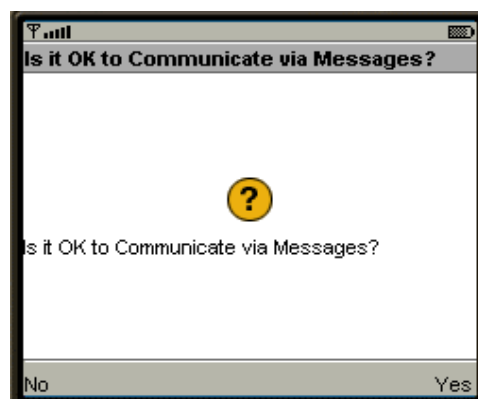 Is it OK to Communicate via Messages?
?
Is it OK to Communicate via Messages?
No Yes